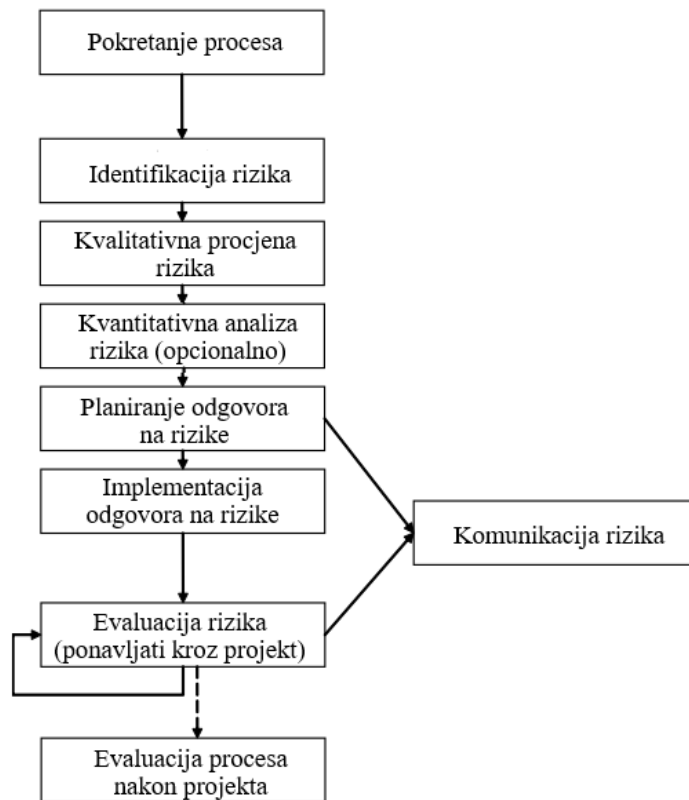 Pokretanje procesa
Identifikacija rizika
Kvalitativna procjena
rizika
Kvantitativna analiza
rizika (opcionalno)
Planiranje odgovora
na rizike
Implementacija
odgovora na rizike
Komunikacija rizika
Evaluacija rizika
(ponavljati kroz projekt)
Evaluacija procesa
nakon projekta